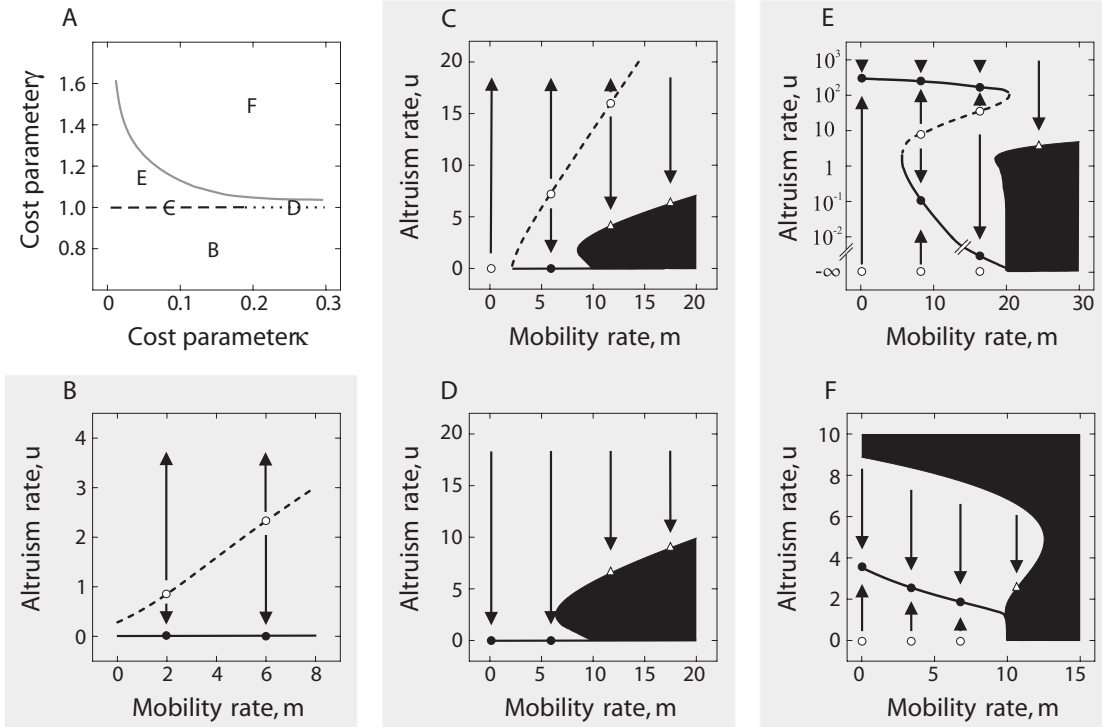 A
Cost parameterγ
1.6
1.4
1.2
1.0
0.8
F
E
C
D
B
0 0.1 0.2 0.3
Cost parameterκ
B
Altruism rate, u
4
3
2
1
0
0 2 4 6 8
Mobility rate, m
C
Altruism rate, u
20
15
10
5
0
0 5 10 15 20
Mobility rate, m
D
Altruism rate, u
20
15
10
5
0
0 5 10 15 20
Mobility rate, m
E
Altruism rate, u
10³
10²
10
1
10⁻¹
10⁻²
-∞
0 10 20 30
Mobility rate, m
F
Altruism rate, u
10
8
6
4
2
0
0 5 10 15
Mobility rate, m